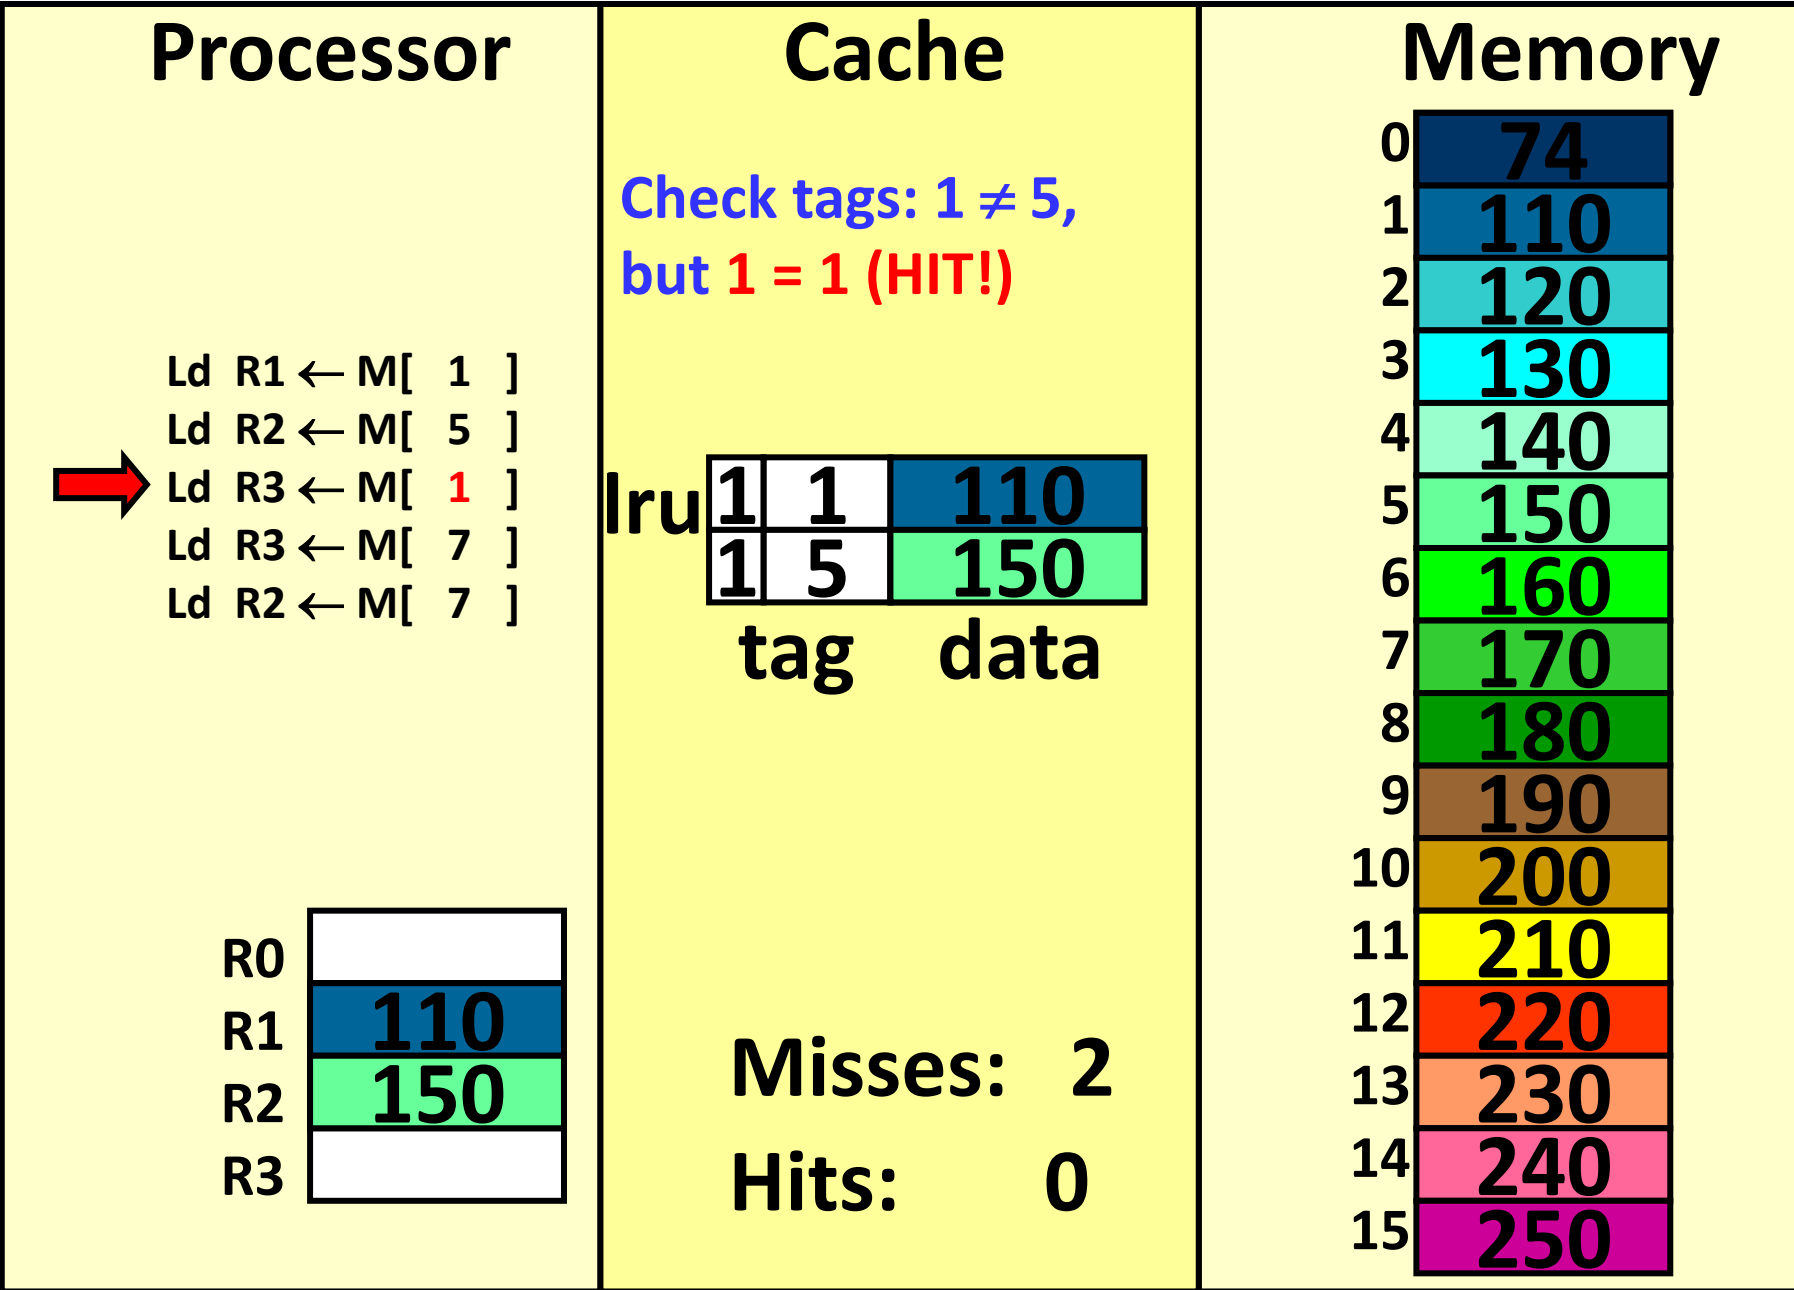 Processor
Ld R1 ← M[ 1 ]
Ld R2 ← M[ 5 ]
Ld R3 ← M[ 1 ]
Ld R3 ← M[ 7 ]
Ld R2 ← M[ 7 ]
R0
R1 110
R2 150
R3
Cache
Check tags: 1 ≠ 5,
but 1 = 1 (HIT!)
lru
1 1 110
1 5 150
tag data
Misses: 2
Hits: 0
Memory
0 74
1 110
2 120
3 130
4 140
5 150
6 160
7 170
8 180
9 190
10 200
11 210
12 220
13 230
14 240
15 250